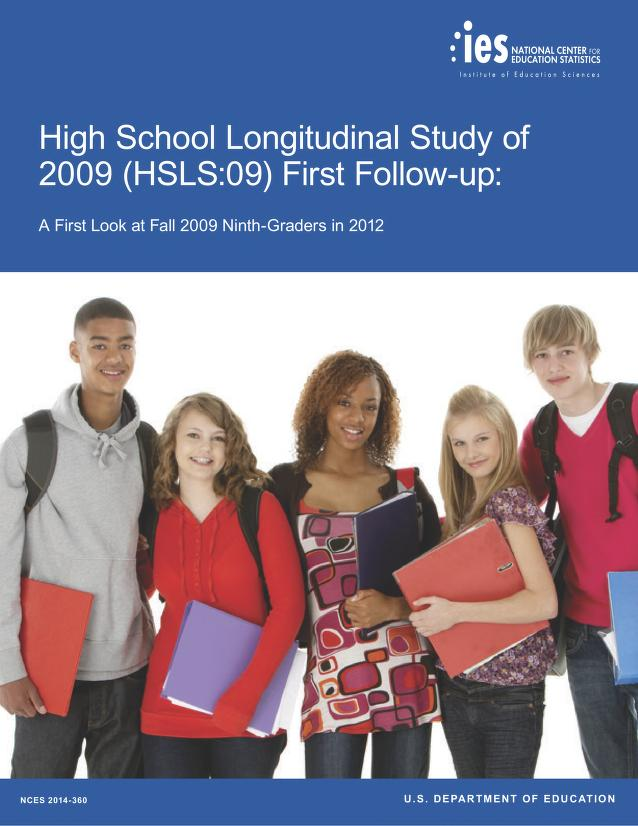 ies NATIONAL CENTER FOR
EDUCATION STATISTICS
Institute of Education Sciences
High School Longitudinal Study of
2009 (HSLS:09) First Follow-up:
A First Look at Fall 2009 Ninth-Graders in 2012
NCES 2014-360
U.S. DEPARTMENT OF EDUCATION